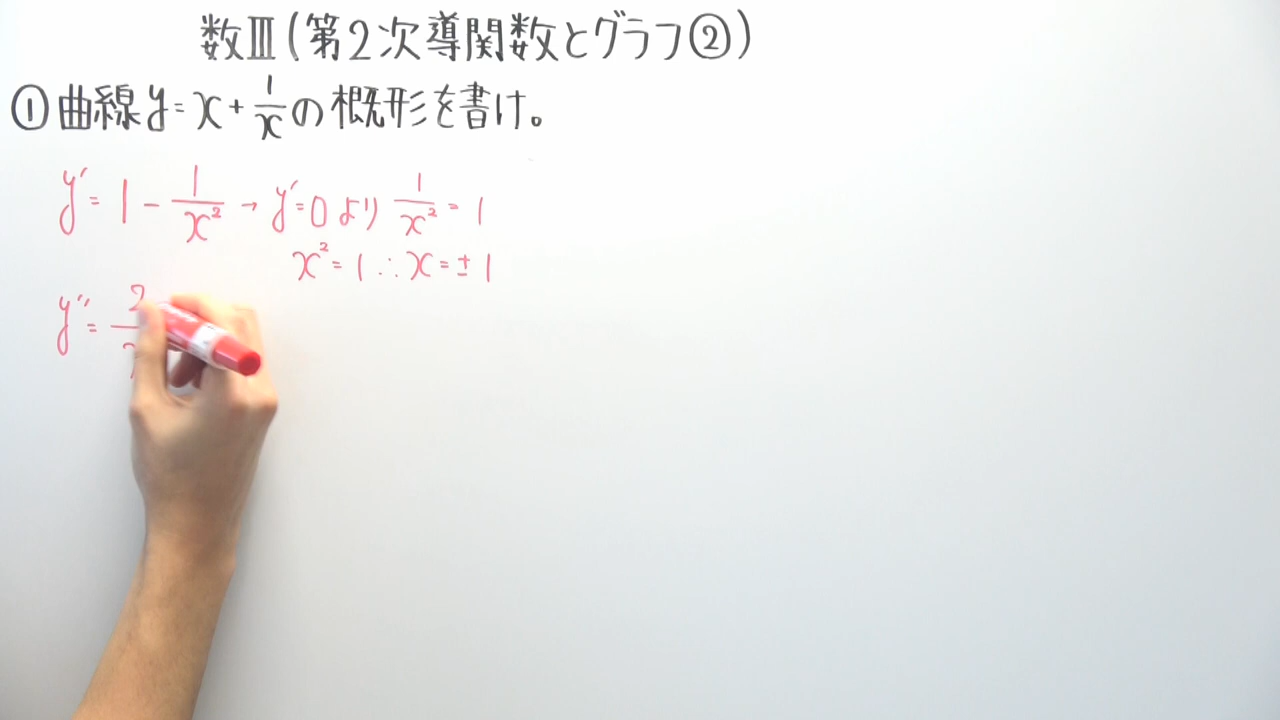 数Ⅲ(第2次導関数とグラフ②)
①曲線y=x+1/xの概形を書け。
y'=1-1/x²→y'=0より1/x²=1
x²=1∴x=±1
y''=2/x